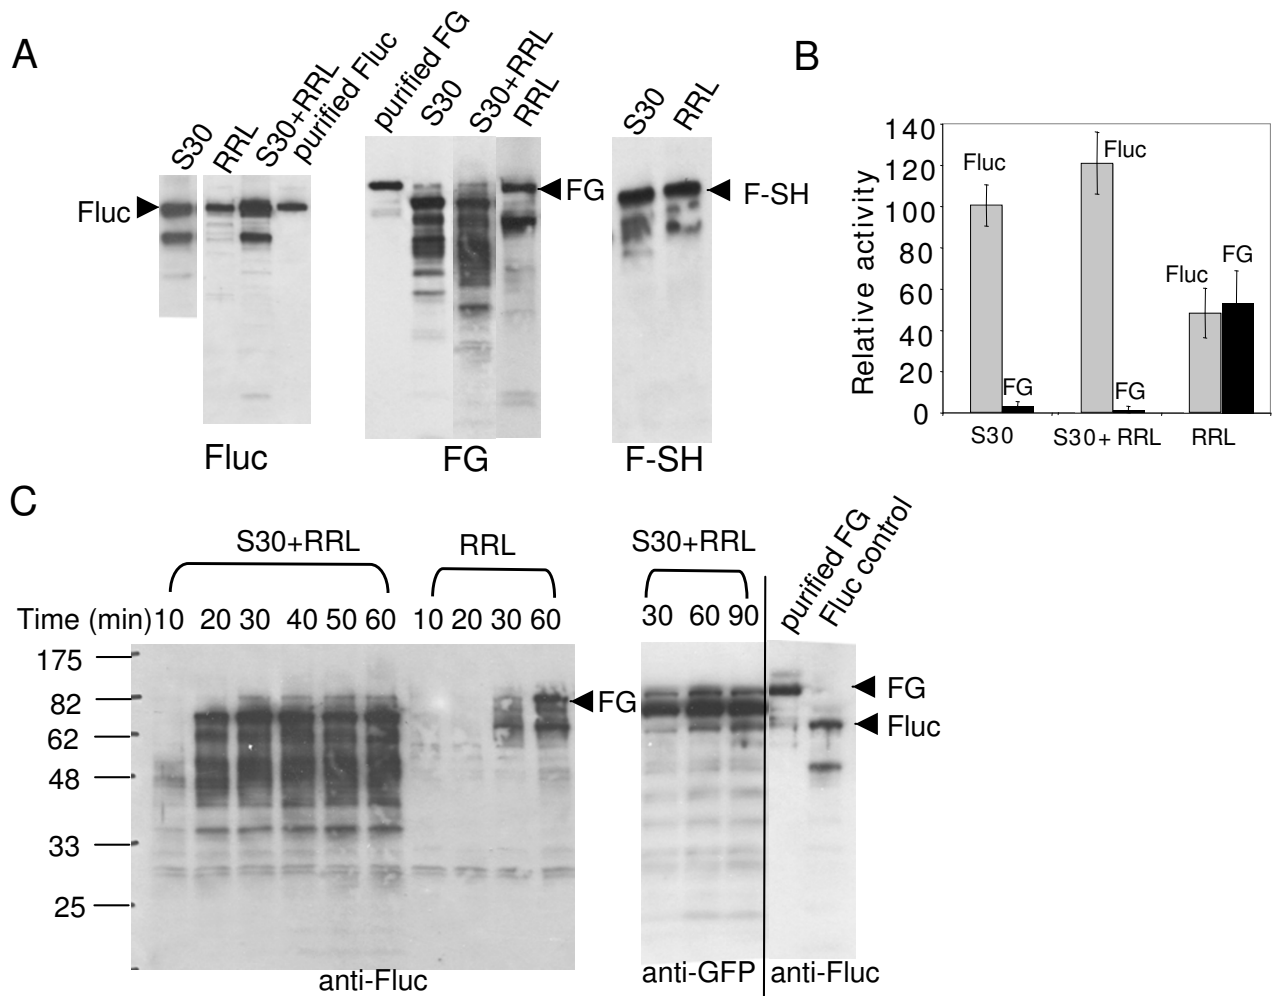 A
S30
RRL
S30+RRL
purified Fluc
Fluc
Fluc
purified FG
S30
S30+RRL
RRL
FG
FG
S30
RRL
F-SH
F-SH
B
Relative activity
140
120
100
80
60
40
20
0
Fluc
FG
Fluc
FG
Fluc
FG
S30
S30+ RRL
RRL
C
S30+RRL
RRL
Time (min) 10 20 30 40 50 60 10 20 30 60
175
82
62
48
33
25
FG
anti-Fluc
S30+RRL
30 60 90
purified FG
Fluc control
FG
Fluc
anti-GFP
anti-Fluc